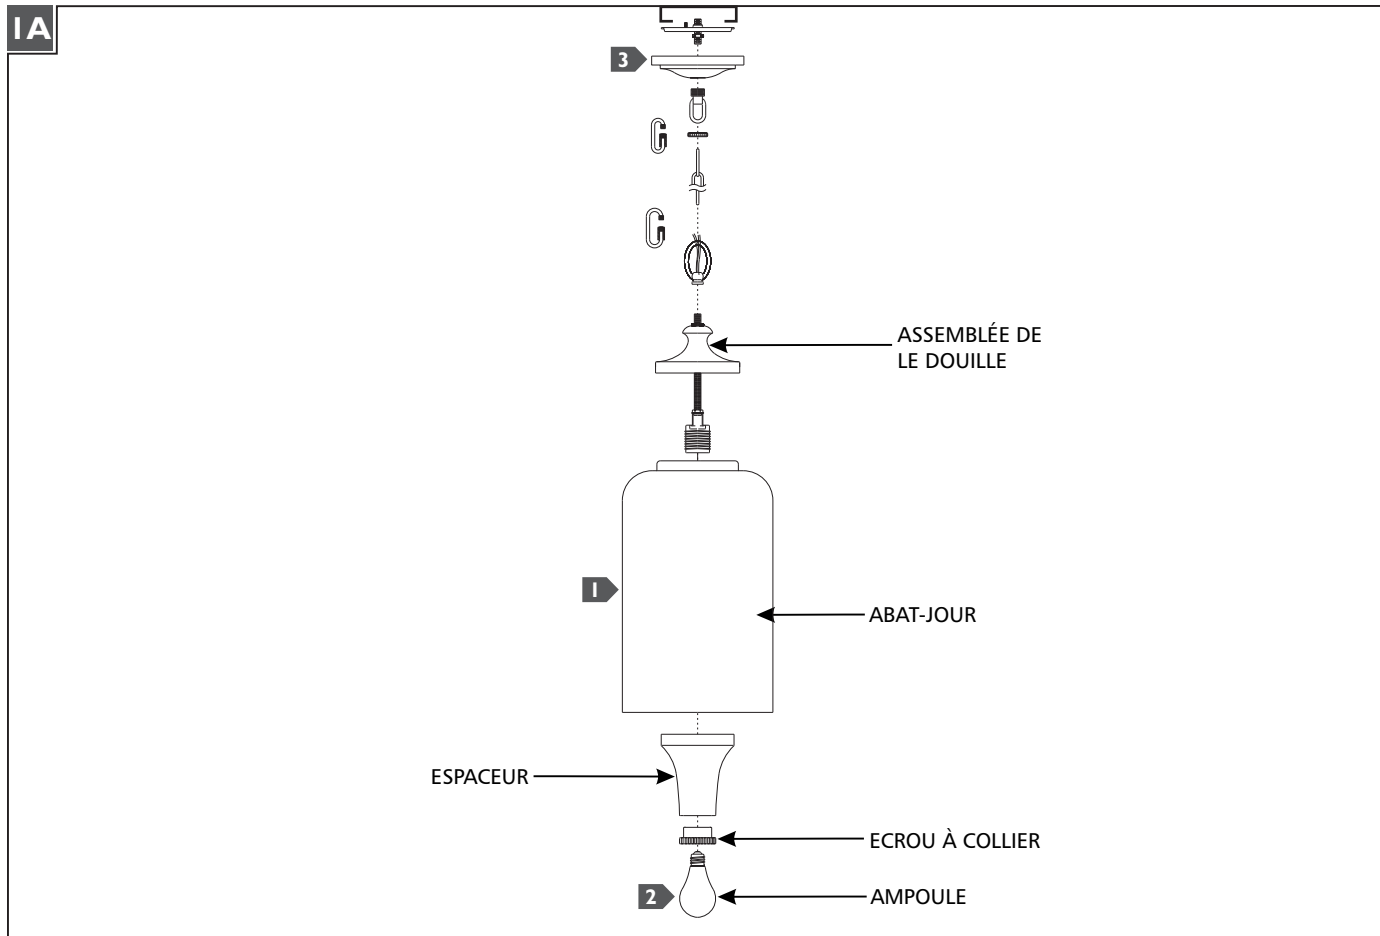 1A
3
ASSEMBLÉE DE
LE DOUILLE
1
ABAT-JOUR
ESPACEUR
ECROU À COLLIER
2
AMPOULE